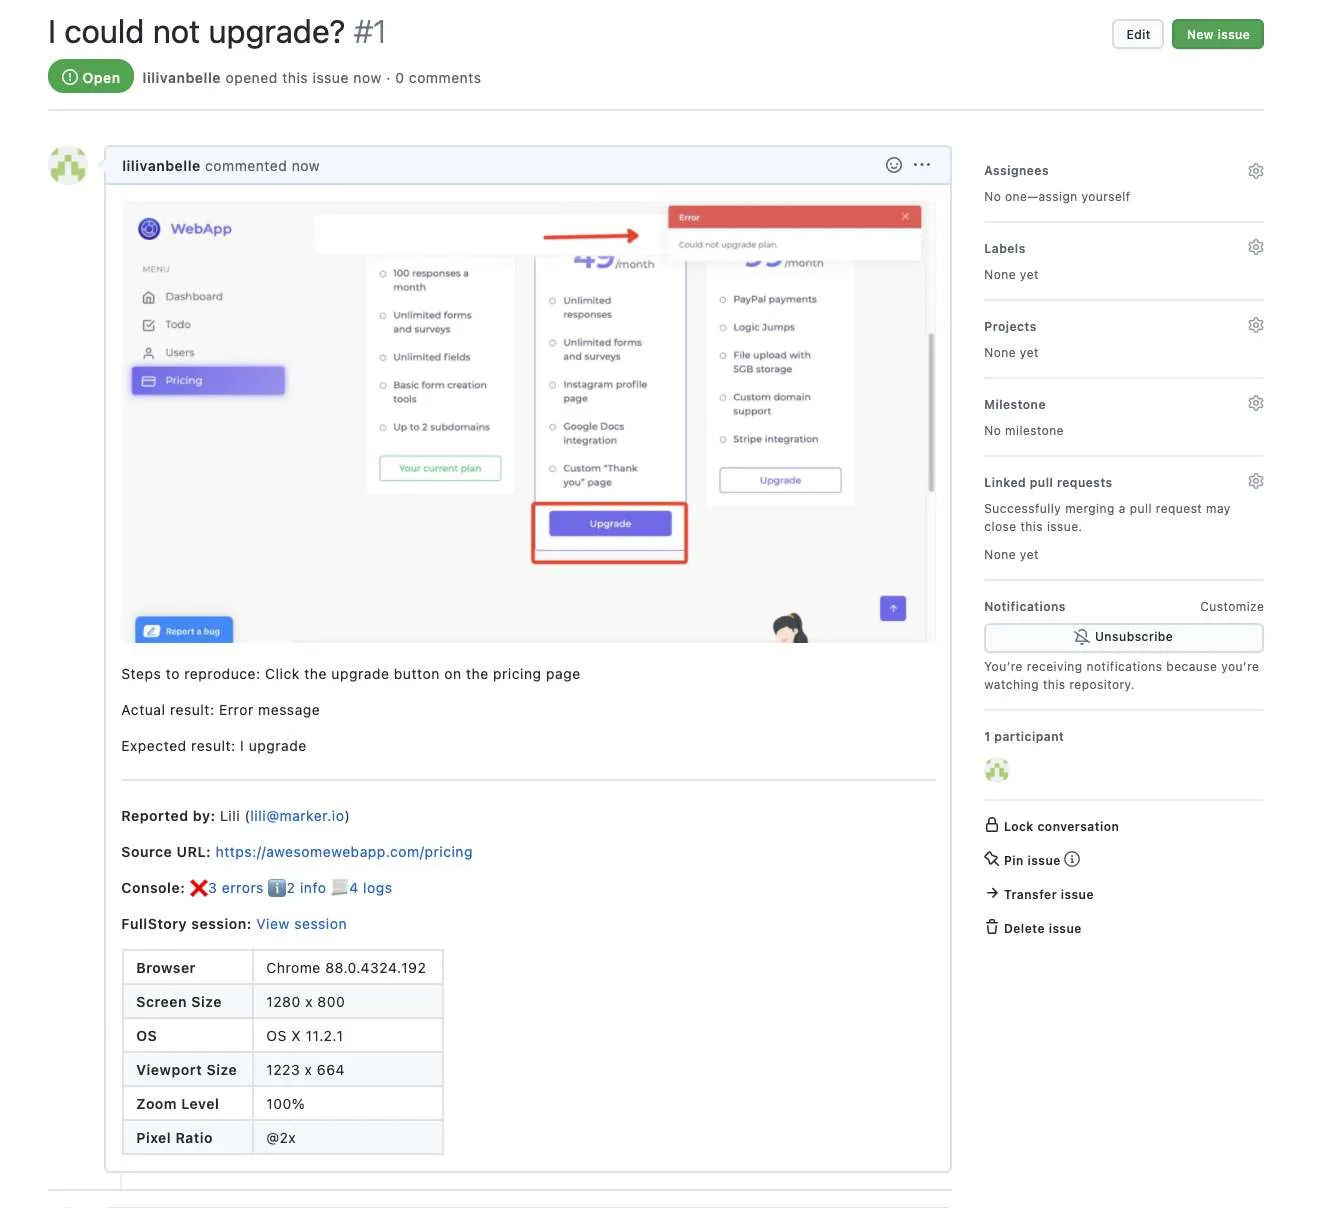 I could not upgrade? #1
Edit
New issue
Open
lilivanbelle opened this issue now · 0 comments
lilivanbelle commented now
WebApp
MENU
Dashboard
Todo
Users
Pricing
Report a bug
Error
Could not upgrade plan.
100 responses a
month
Unlimited forms
and surveys
Unlimited fields
Basic form creation
tools
Up to 2 subdomains
Your current plan
49/month
Unlimited
responses
Unlimited forms
and surveys
Instagram profile
page
Google Docs
integration
Custom "Thank
you" page
Upgrade
/month
PayPal payments
Logic Jumps
File upload with
5GB storage
Custom domain
support
Stripe integration
Upgrade
Steps to reproduce: Click the upgrade button on the pricing page
Actual result: Error message
Expected result: I upgrade
Reported by: Lili (lili@marker.io)
Source URL: https://awesomewebapp.com/pricing
Console: ❌3 errors ℹ️2 info 📃4 logs
FullStory session: View session
Browser Chrome 88.0.4324.192
Screen Size 1280 x 800
OS OS X 11.2.1
Viewport Size 1223 x 664
Zoom Level 100%
Pixel Ratio @2x
Assignees
No one—assign yourself
Labels
None yet
Projects
None yet
Milestone
No milestone
Linked pull requests
Successfully merging a pull request may
close this issue.
None yet
Notifications
Customize
Unsubscribe
You're receiving notifications because you're
watching this repository.
1 participant
Lock conversation
Pin issue
Transfer issue
Delete issue